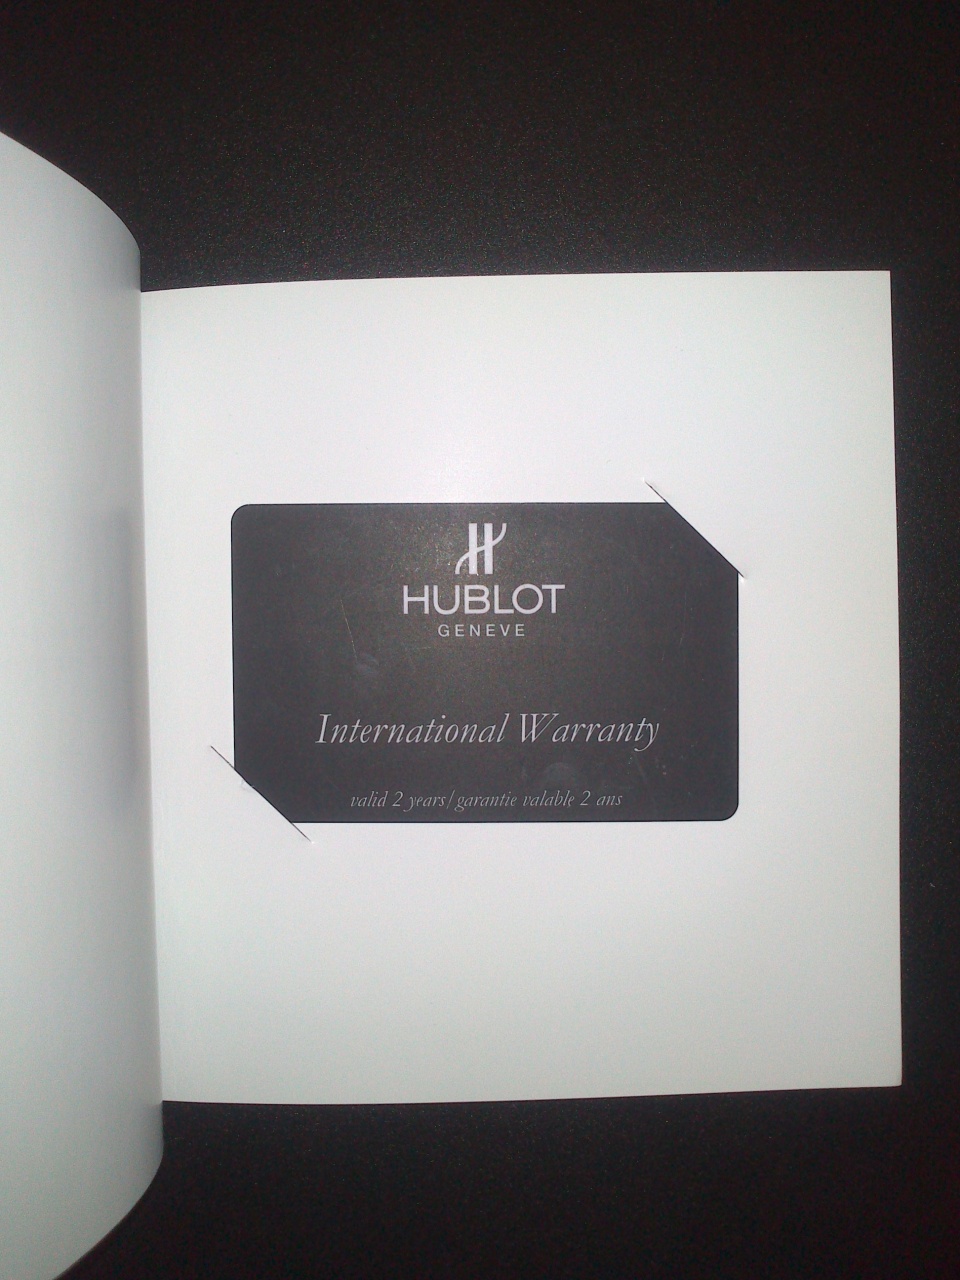 HUBLOT
GENEVE
International Warranty
valid 2 years/garantie valable 2 ans